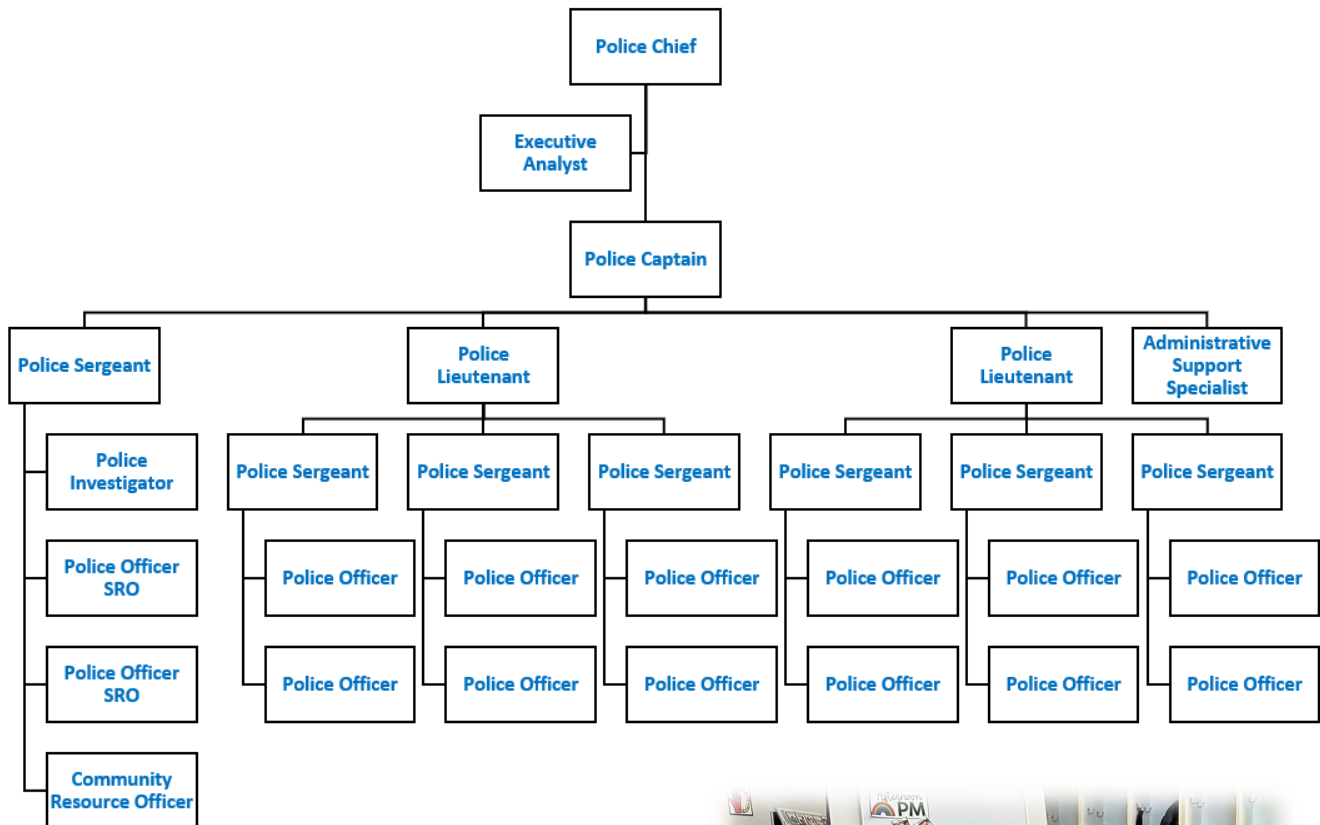 Police Chief
Executive
Analyst
Police Captain
Police Sergeant
Police
Lieutenant
Police
Lieutenant
Administrative
Support
Specialist
Police
Investigator
Police Sergeant
Police Sergeant
Police Sergeant
Police Sergeant
Police Sergeant
Police Sergeant
Police Officer
SRO
Police Officer
Police Officer
Police Officer
Police Officer
Police Officer
Police Officer
Police Officer
SRO
Police Officer
Police Officer
Police Officer
Police Officer
Police Officer
Police Officer
Community
Resource Officer
Afternoon
PM